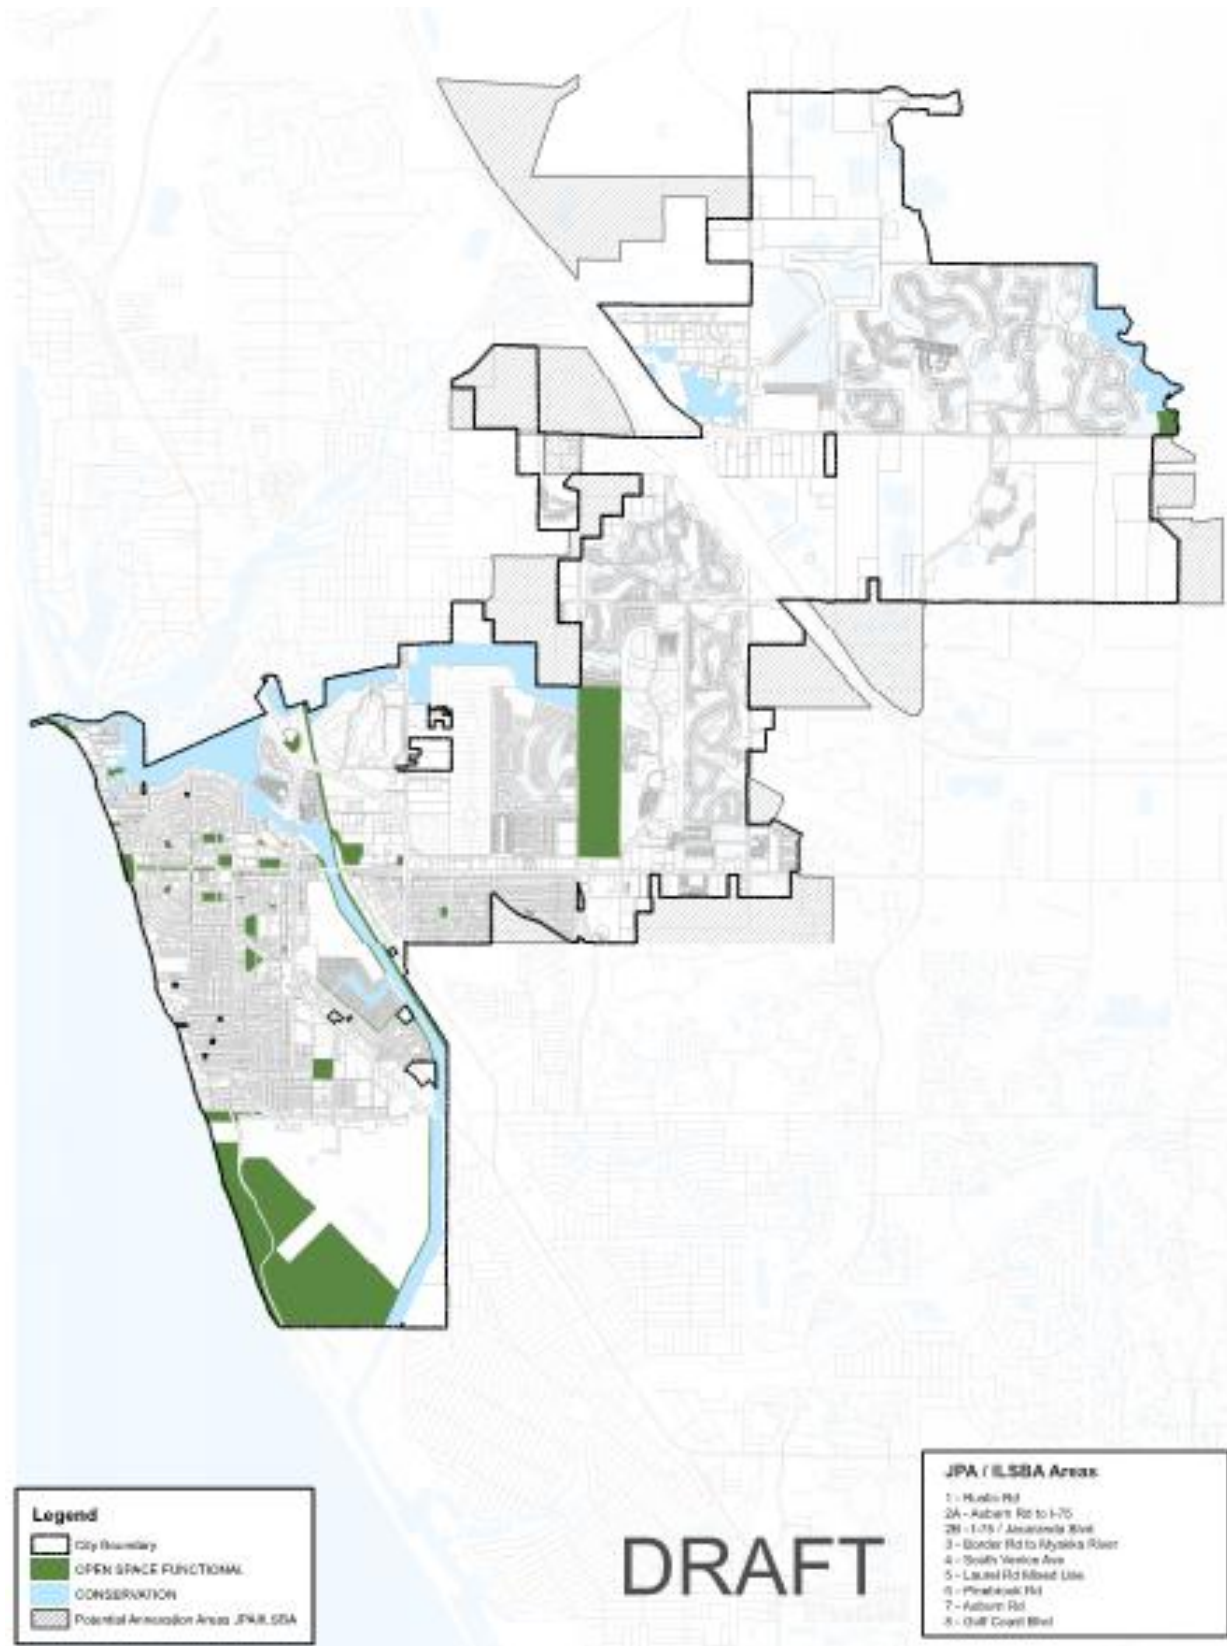 JPA / ILSBA Areas
1 - Rustic Rd
2A - Auburn Rd to I-75
2B - I-75 / Jacaranda Blvd
3 - Border Rd to Myakka River
4 - South Venice Ave
5 - Laurel Rd Mixed Use
6 - Pinebrook Rd
7 - Auburn Rd
8 - Gulf Coast Blvd
Legend
City Boundary
OPEN SPACE FUNCTIONAL
CONSERVATION
Potential Annexation Areas JPA/ILSBA
DRAFT